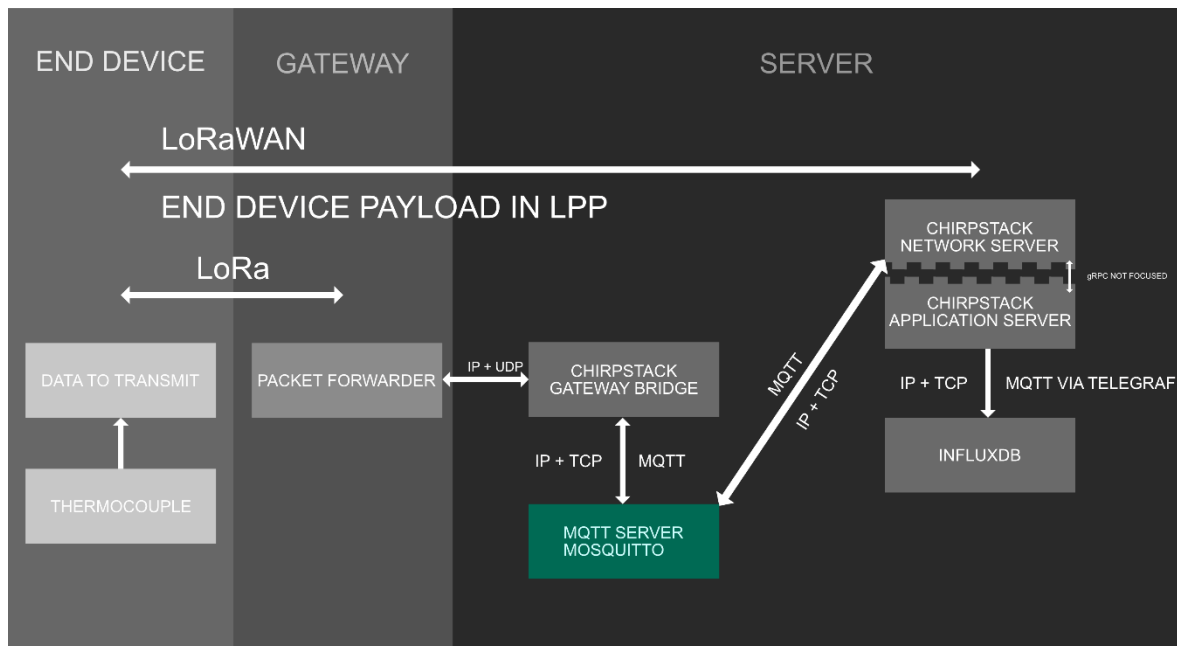 END DEVICE
GATEWAY
SERVER
LoRaWAN
END DEVICE PAYLOAD IN LPP
LoRa
CHIRPSTACK
NETWORK SERVER
gRPC NOT FOCUSED
CHIRPSTACK
APPLICATION SERVER
DATA TO TRANSMIT
PACKET FORWARDER
IP + UDP
CHIRPSTACK
GATEWAY BRIDGE
MQTT
IP + TCP
IP + TCP
MQTT VIA TELEGRAF
IP + TCP
MQTT
INFLUXDB
THERMOCOUPLE
MQTT SERVER
MOSQUITTO